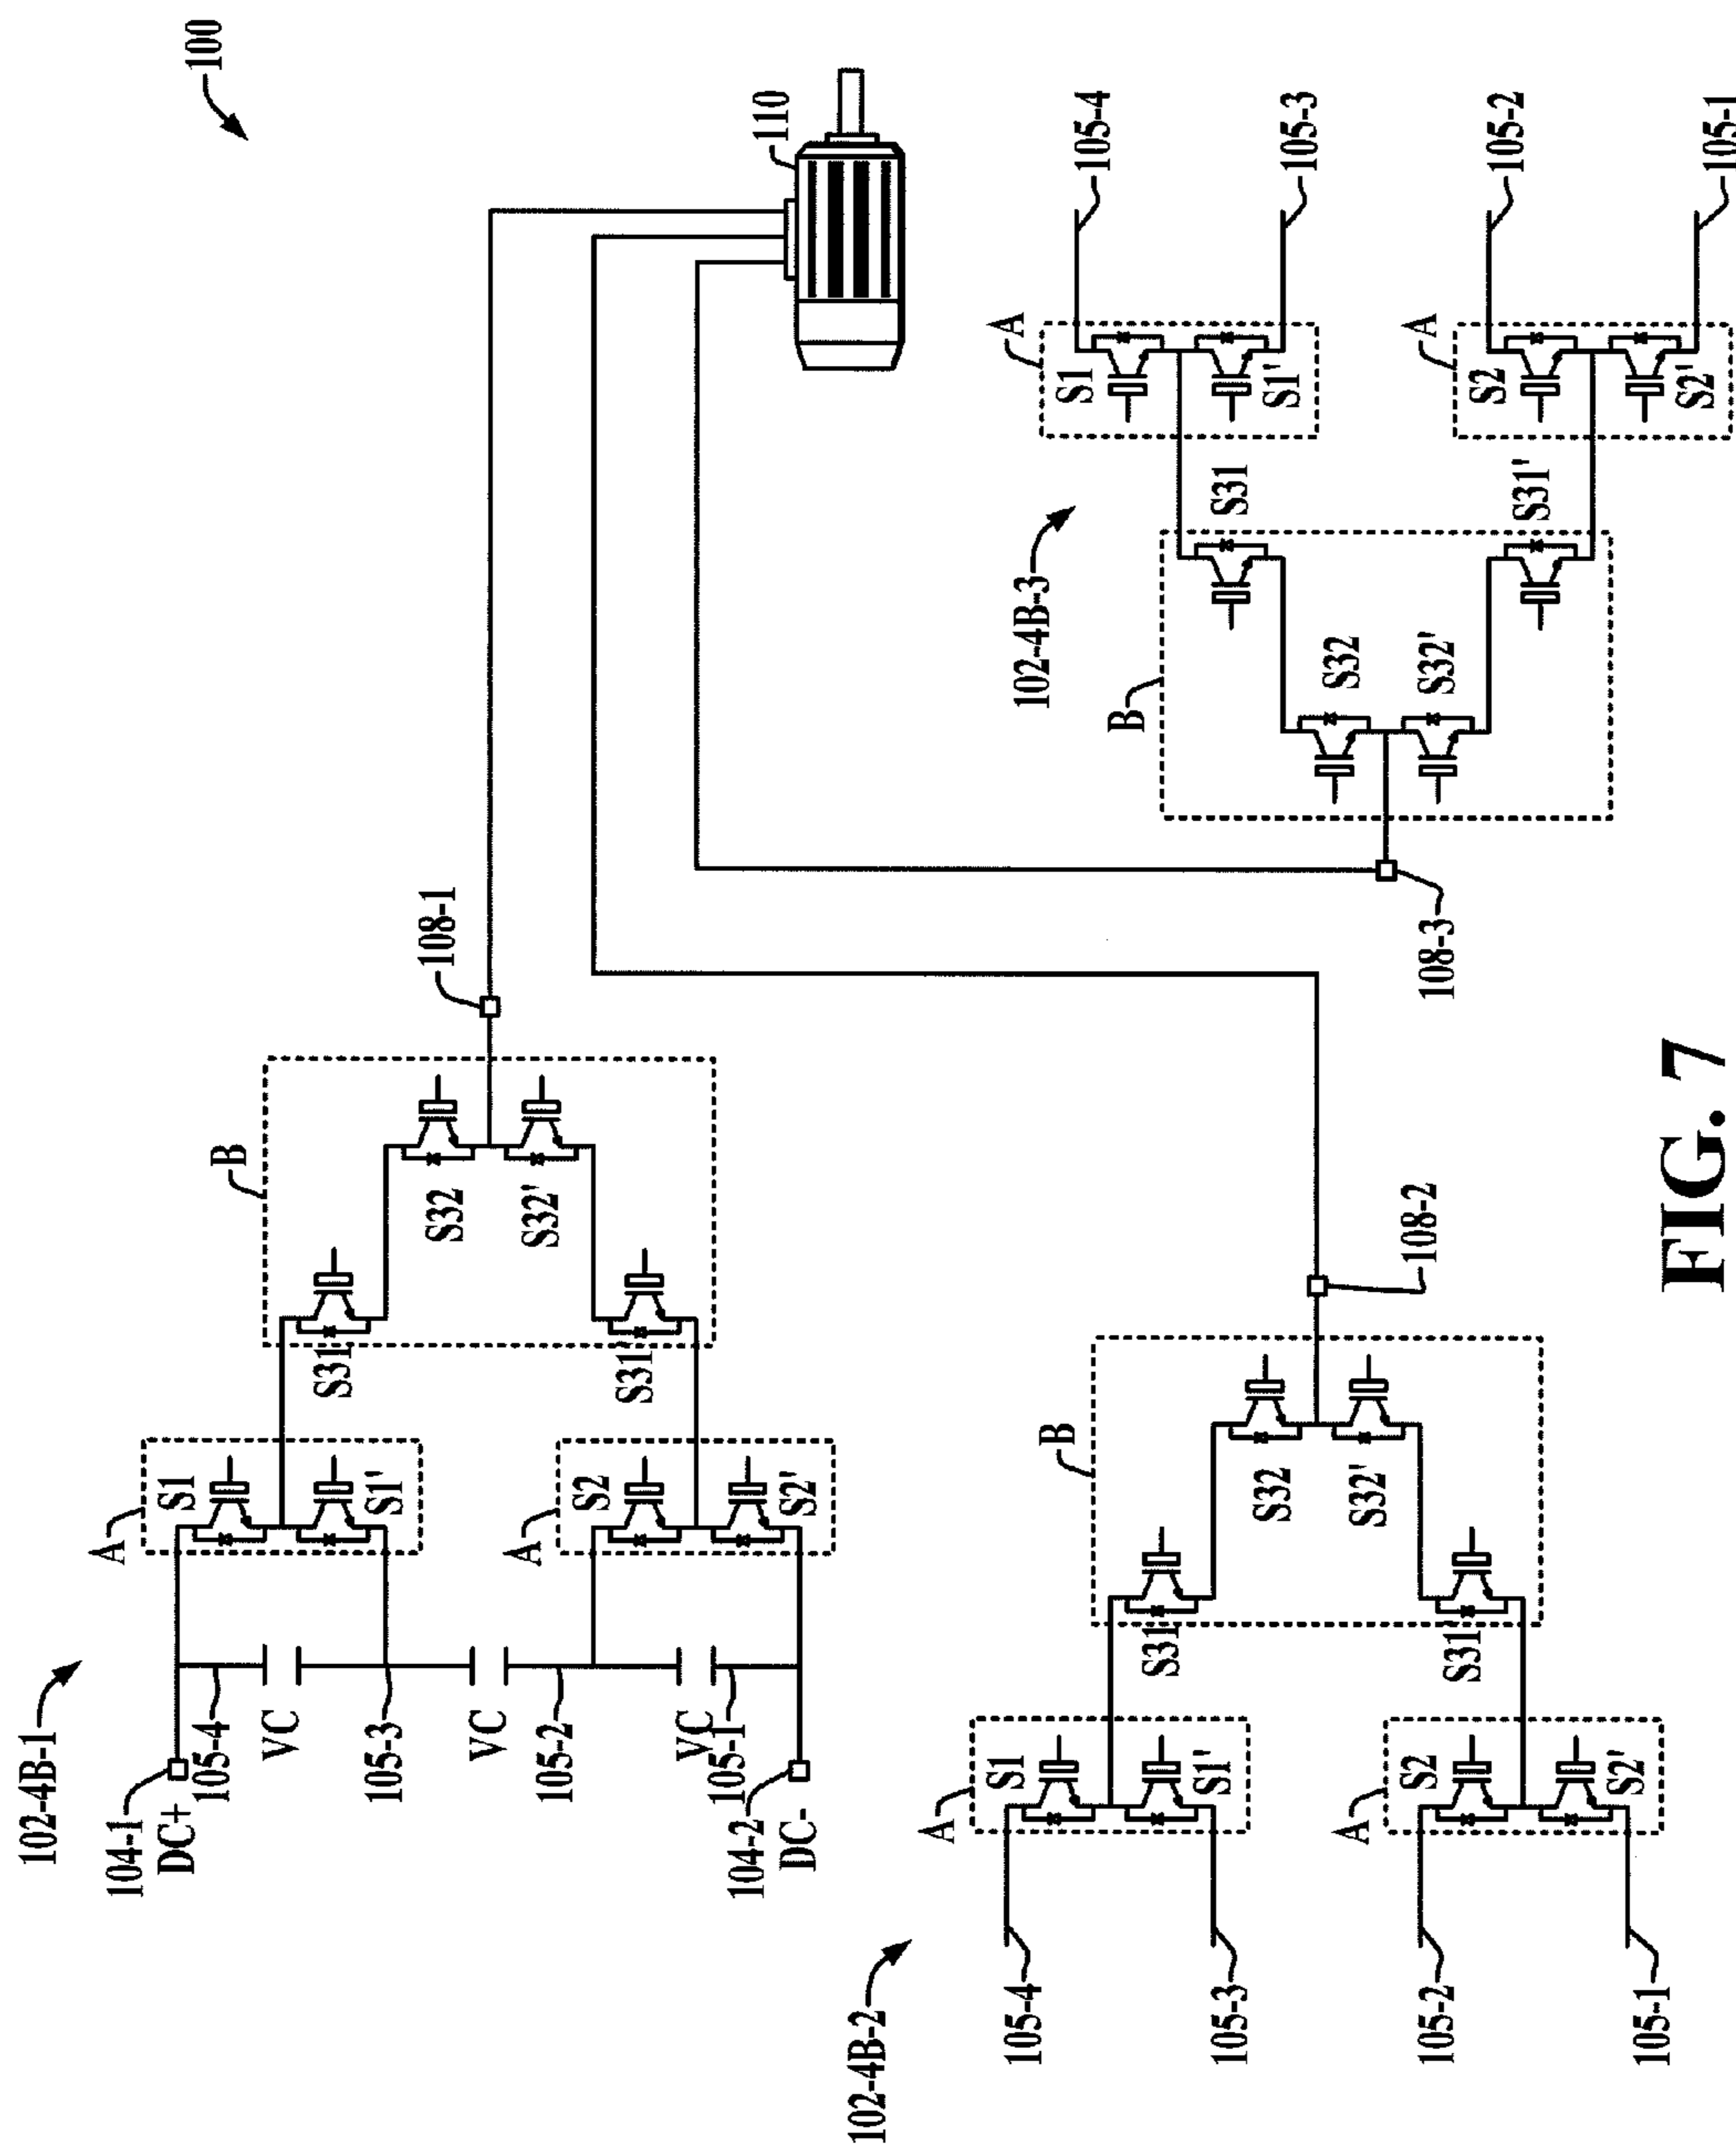 100
102-4B-1
104-1
DC+
105-4
VC
105-3
VC
105-2
VC
105-1
104-2
DC-
A
S1
S1'
A
S2
S2'
B
S31
S32
S32'
S31'
108-1
110
102-4B-2
105-4
105-3
105-2
105-1
A
S1
S1'
A
S2
S2'
B
S31
S32
S32'
S31'
108-2
102-4B-3
B
S31
S32
S32'
S31'
108-3
A
S1
S1'
A
S2
S2'
105-4
105-3
105-2
105-1
FIG. 7